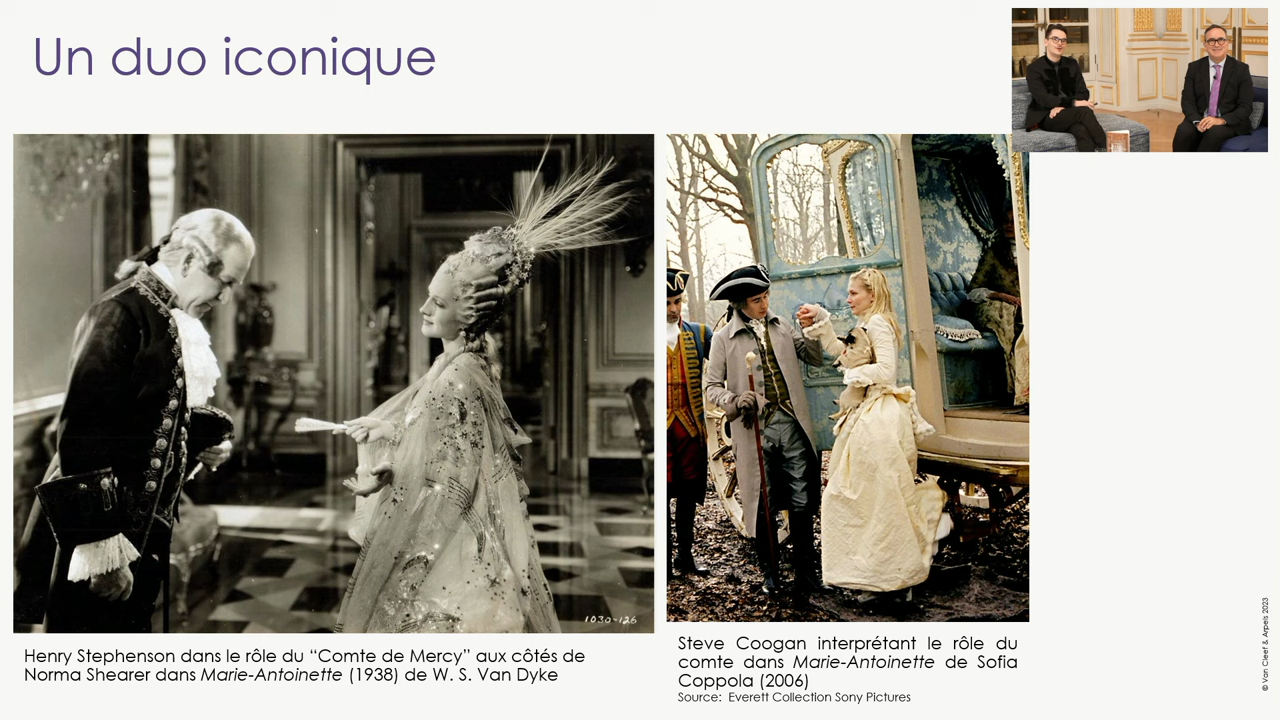 Un duo iconique
1030-126
Henry Stephenson dans le rôle du “Comte de Mercy” aux côtés de
Norma Shearer dans Marie-Antoinette (1938) de W. S. Van Dyke
Steve Coogan interprétant le rôle du
comte dans Marie-Antoinette de Sofia
Coppola (2006)
Source: Everett Collection Sony Pictures
© Van Cleef & Arpels 2023